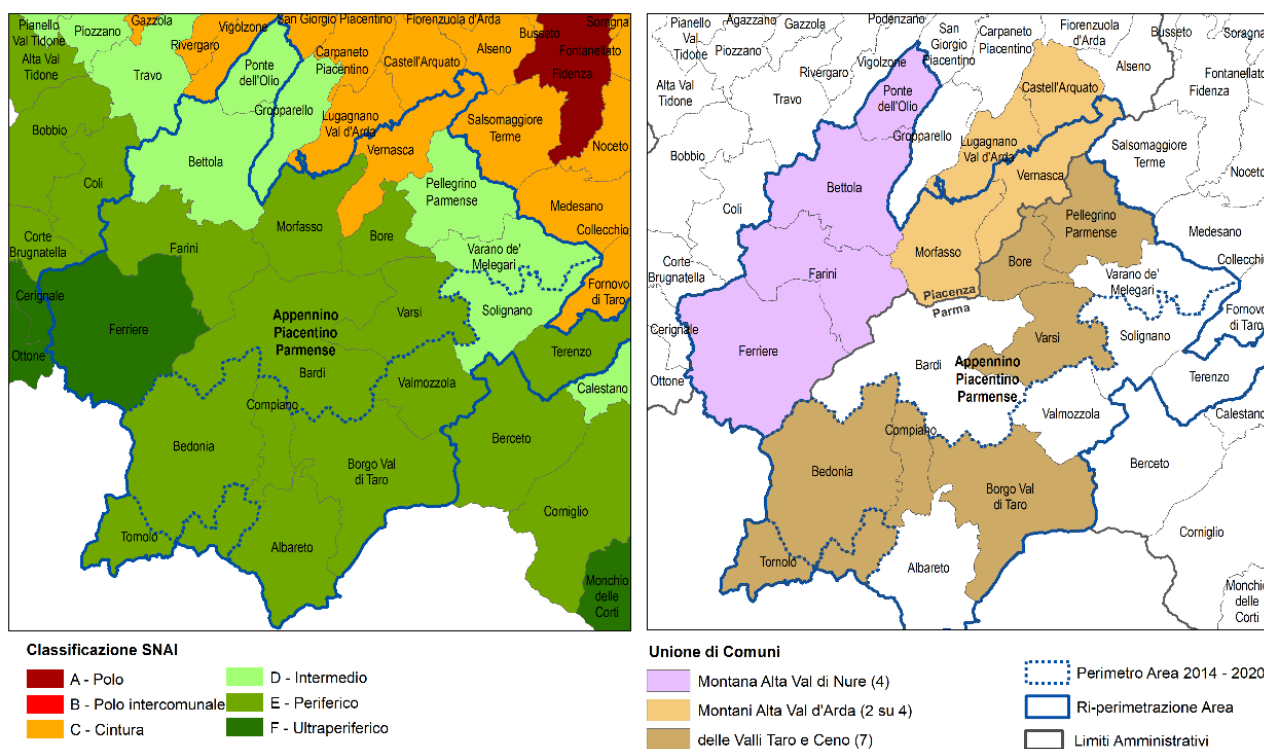 Pianello
Val
Tidone
Piozzano
Gazzola
Vigolzone
San Giorgio Piacentino
Fiorenzuola d'Arda
Busseto
Soragna
Alta Val
Tidone
Travo
Rivergaro
Ponte
dell'Olio
Carpaneto
Piacentino
Castell'Arquato
Alseno
Fontanellato
Fidenza
Gropparello
Lugagnano
Val d'Arda
Salsomaggiore
Terme
Bobbio
Bettola
Vernasca
Noceto
Coli
Pellegrino
Parmense
Medesano
Morfasso
Farini
Bore
Collecchio
Corte
Brugnatella
Varano de'
Melegari
Cerignale
Fornovo
di Taro
Ferriere
Appennino
Piacentino
Parmense
Varsi
Solignano
Ottone
Terenzo
Bardi
Valmozzola
Calestano
Compiano
Bedonia
Berceto
Borgo Val
di Taro
Corniglio
Tornolo
Albareto
Monchio
delle
Corti
Classificazione SNAI
A - Polo
B - Polo intercomunale
C - Cintura
D - Intermedio
E - Periferico
F - Ultraperiferico
Pianello
Val
Tidone
Agazzano
Gazzola
Podenzano
San
Giorgio
Piacentino
Carpaneto
Piacentino
Fiorenzuola
d'Arda
Busseto
Soragna
Piozzano
Vigolzone
Alseno
Alta Val
Tidone
Rivergaro
Travo
Ponte
dell'Olio
Castell'Arquato
Fontanellato
Fidenza
Gropparello
Lugagnano
Val d'Arda
Salsomaggiore
Terme
Bobbio
Vernasca
Noceto
Bettola
Coli
Pellegrino
Parmense
Medesano
Morfasso
Farini
Bore
Collecchio
Corte
Brugnatella
Varano de'
Melegari
Piacenza
Parma
Fornovo
di Taro
Cerignale
Ferriere
Varsi
Solignano
Ottone
Bardi
Appennino
Piacentino
Parmense
Terenzo
Valmozzola
Calestano
Compiano
Bedonia
Berceto
Borgo Val
di Taro
Corniglio
Tornolo
Albareto
Monchio
delle
Corti
Unione di Comuni
Montana Alta Val di Nure (4)
Montani Alta Val d'Arda (2 su 4)
delle Valli Taro e Ceno (7)
Perimetro Area 2014 - 2020
Ri-perimetrazione Area
Limiti Amministrativi